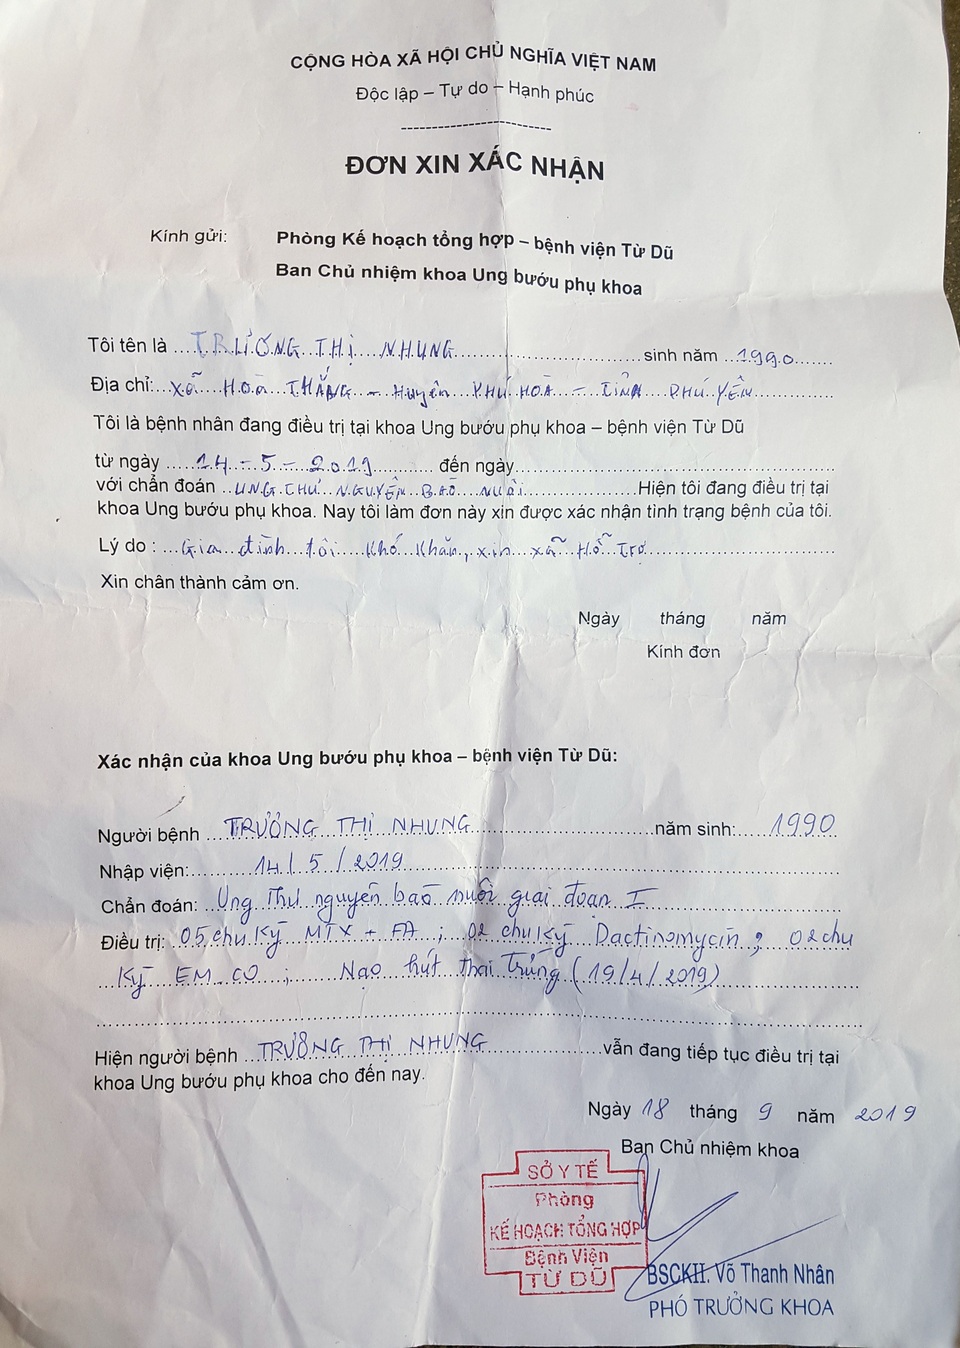 CỘNG HÒA XÃ HỘI CHỦ NGHĨA VIỆT NAM
Độc lập – Tự do – Hạnh phúc
ĐƠN XIN XÁC NHẬN
Kính gửi: Phòng Kế hoạch tổng hợp – bệnh viện Từ Dũ
Ban Chủ nhiệm khoa Ung bướu phụ khoa
Tôi tên là TRƯƠNG THỊ NHUNG sinh năm 1990
Địa chỉ: Xã HOÀ THẮNG – Huyện PHÚ HOÀ – TỈNH PHÚ YÊN
Tôi là bệnh nhân đang điều trị tại khoa Ung bướu phụ khoa – bệnh viện Từ Dũ
từ ngày 14 – 5 – 2019 đến ngày
với chẩn đoán UNG THƯ NGUYÊN BÀO NUÔI Hiện tôi đang điều trị tại
khoa Ung bướu phụ khoa. Nay tôi làm đơn này xin được xác nhận tình trạng bệnh của tôi.
Lý do : Gia đình tôi Khó Khăn, xin xã Hỗ Trợ
Xin chân thành cảm ơn.
Ngày tháng năm
Kính đơn
Xác nhận của khoa Ung bướu phụ khoa – bệnh viện Từ Dũ:
Người bệnh TRƯƠNG THỊ NHUNG năm sinh: 1990
Nhập viện: 14/5/2019
Chẩn đoán: Ung Thư nguyên bào nuôi giai đoạn I
Điều trị: 05 chu Kỳ MTX + FA ; 02 chu Kỳ Dactinomycin ; 02 chu
Kỳ EM.CO ; Nạo hút thai Trứng (19/4/2019)
Hiện người bệnh TRƯƠNG THỊ NHUNG vẫn đang tiếp tục điều trị tại
khoa Ung bướu phụ khoa cho đến nay.
Ngày 18 tháng 9 năm 2019
Ban Chủ nhiệm khoa
SỞ Y TẾ
Phòng
KẾ HOẠCH TỔNG HỢP
Bệnh Viện
TỪ DŨ
BSCKII. Võ Thanh Nhân
PHÓ TRƯỞNG KHOA